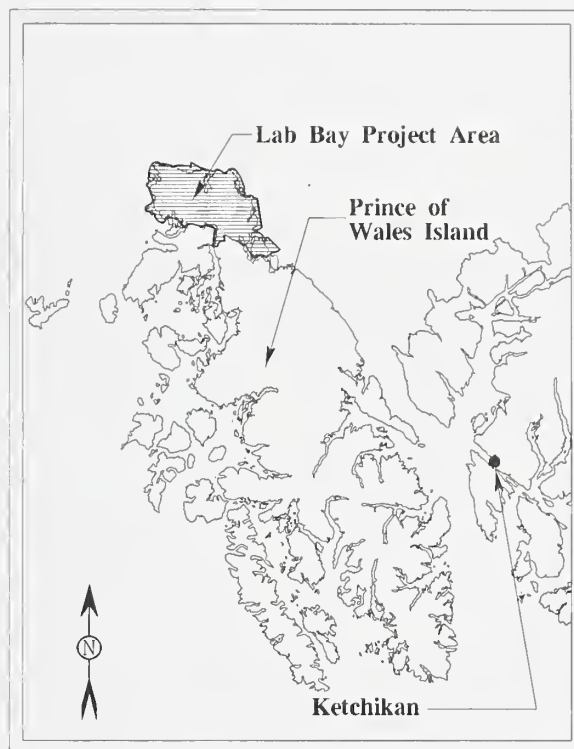 Lab Bay Project Area
Prince of
Wales Island
N
Ketchikan